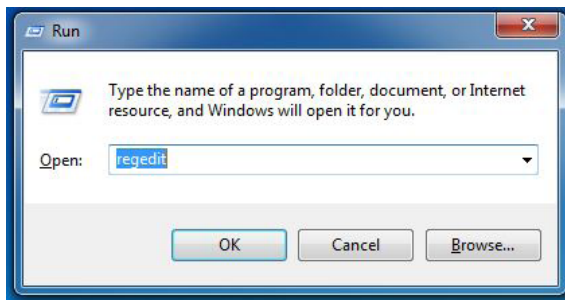 Run
Type the name of a program, folder, document, or Internet
resource, and Windows will open it for you.
Open: regedit
OK Cancel Browse...